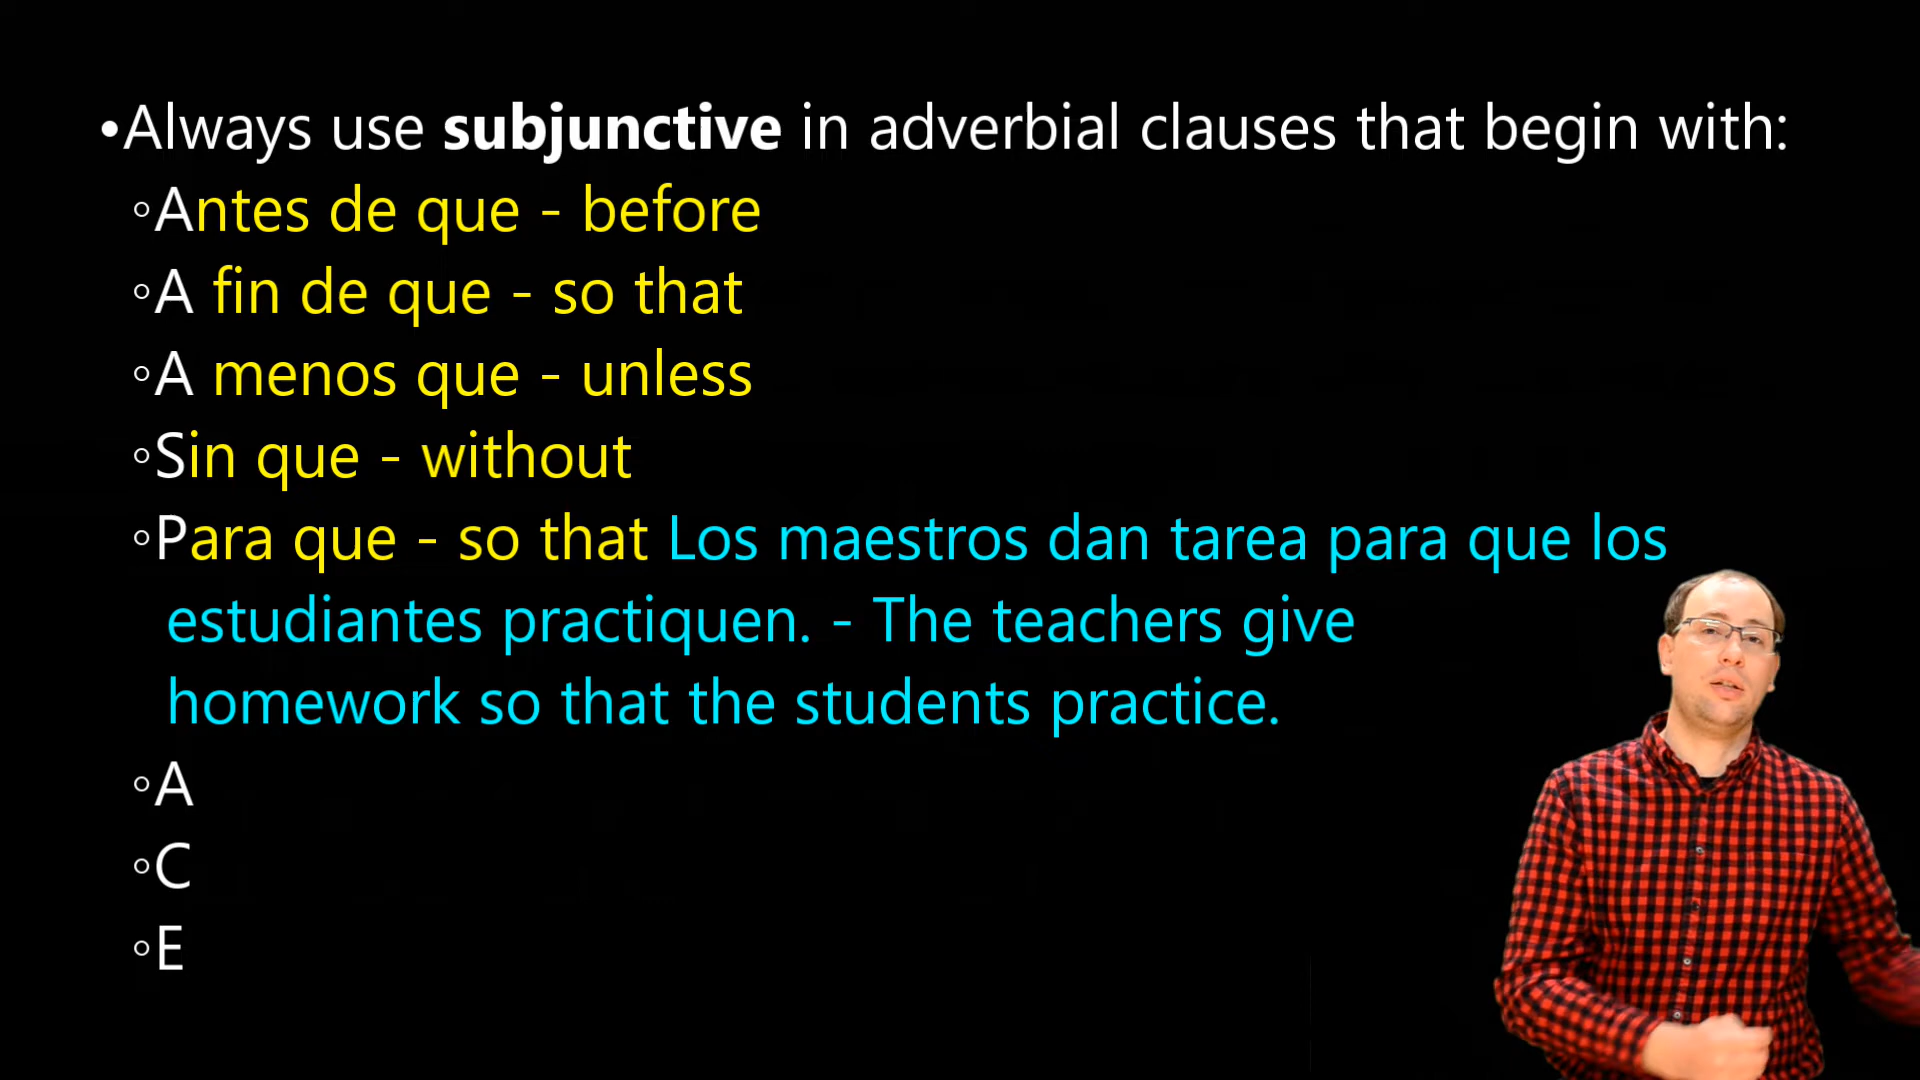 •Always use subjunctive in adverbial clauses that begin with:
◦Antes de que - before
◦A fin de que - so that
◦A menos que - unless
◦Sin que - without
◦Para que - so that Los maestros dan tarea para que los
estudiantes practiquen. - The teachers give
homework so that the students practice.
◦A
◦C
◦E